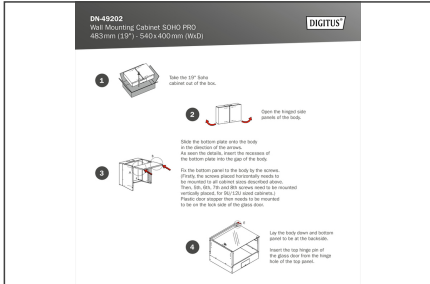 DN-49202
Wall Mounting Cabinet SOHO PRO
483 mm (19") - 540 x 400 mm (WxD)
DIGITUS®
1
Take the 19" Soho
cabinet out of the box.
2
Open the hinged side
panels of the body.
3
Slide the bottom plate onto the body
in the direction of the arrows.
As seen the details, insert the recesses of
the bottom plate into the gap of the body.
Fix the bottom panel to the body by the screws.
(Firstly, the screws placed horizontally needs to
be mounted to all cabinet sizes described above.
Then, 5th, 6th, 7th and 8th screws need to be mounted
vertically placed, for 9U/12U sized cabinets.)
Plastic door stopper then needs to be mounted
to be on the lock side of the glass door.
4
Lay the body down and bottom
panel to be at the backside.
Insert the top hinge pin of
the glass door from the hinge
hole of the top panel.